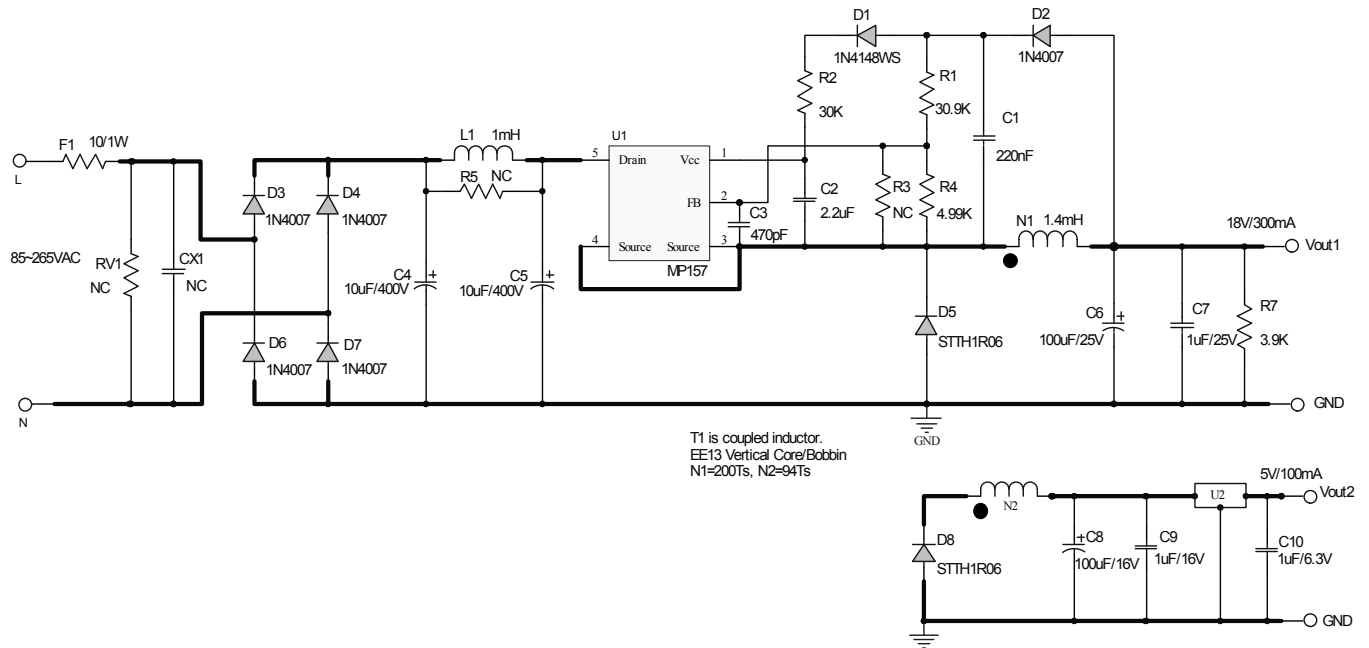 D1
1N4148WS
D2
1N4007
R2
30K
R1
30.9K
C1
220nF
F1
10/1W
L
D3
1N4007
D4
1N4007
L1
1mH
R5
NC
U1
5
Drain
Vcc
1
FB
2
4
Source
Source
3
MP157
C2
2.2uF
C3
470pF
R3
NC
R4
4.99K
N1
1.4mH
18V/300mA
Vout1
85~265VAC
RV1
NC
CX1
NC
C4
10uF/400V
C5
10uF/400V
D5
STTH1R06
C6
100uF/25V
C7
1uF/25V
R7
3.9K
D6
1N4007
D7
1N4007
N
GND
GND
T1 is coupled inductor.
EE13 Vertical Core/Bobbin
N1=200Ts, N2=94Ts
N2
U2
5V/100mA
Vout2
D8
STTH1R06
C8
100uF/16V
C9
1uF/16V
C10
1uF/6.3V
GND